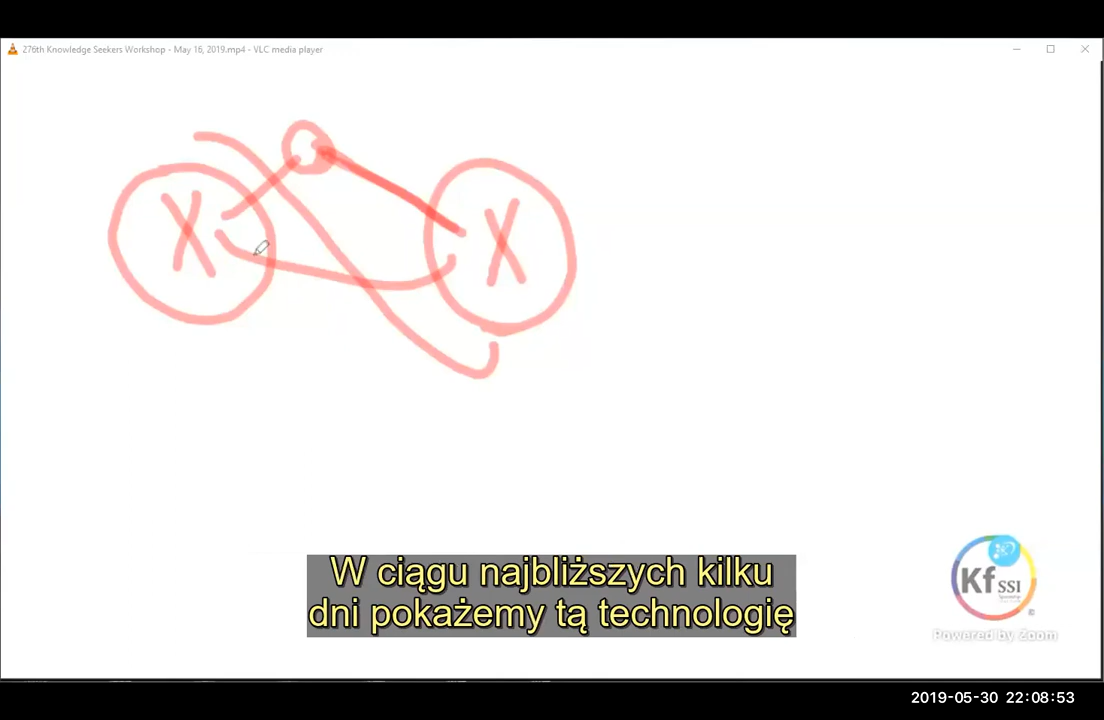 276th Knowledge Seekers Workshop - May 16, 2019.mp4 - VLC media player
X
X
W ciągu najbliższych kilku
dni pokażemy tą technologię
Kf SSI
Powered by Zoom
2019-05-30 22:08:53